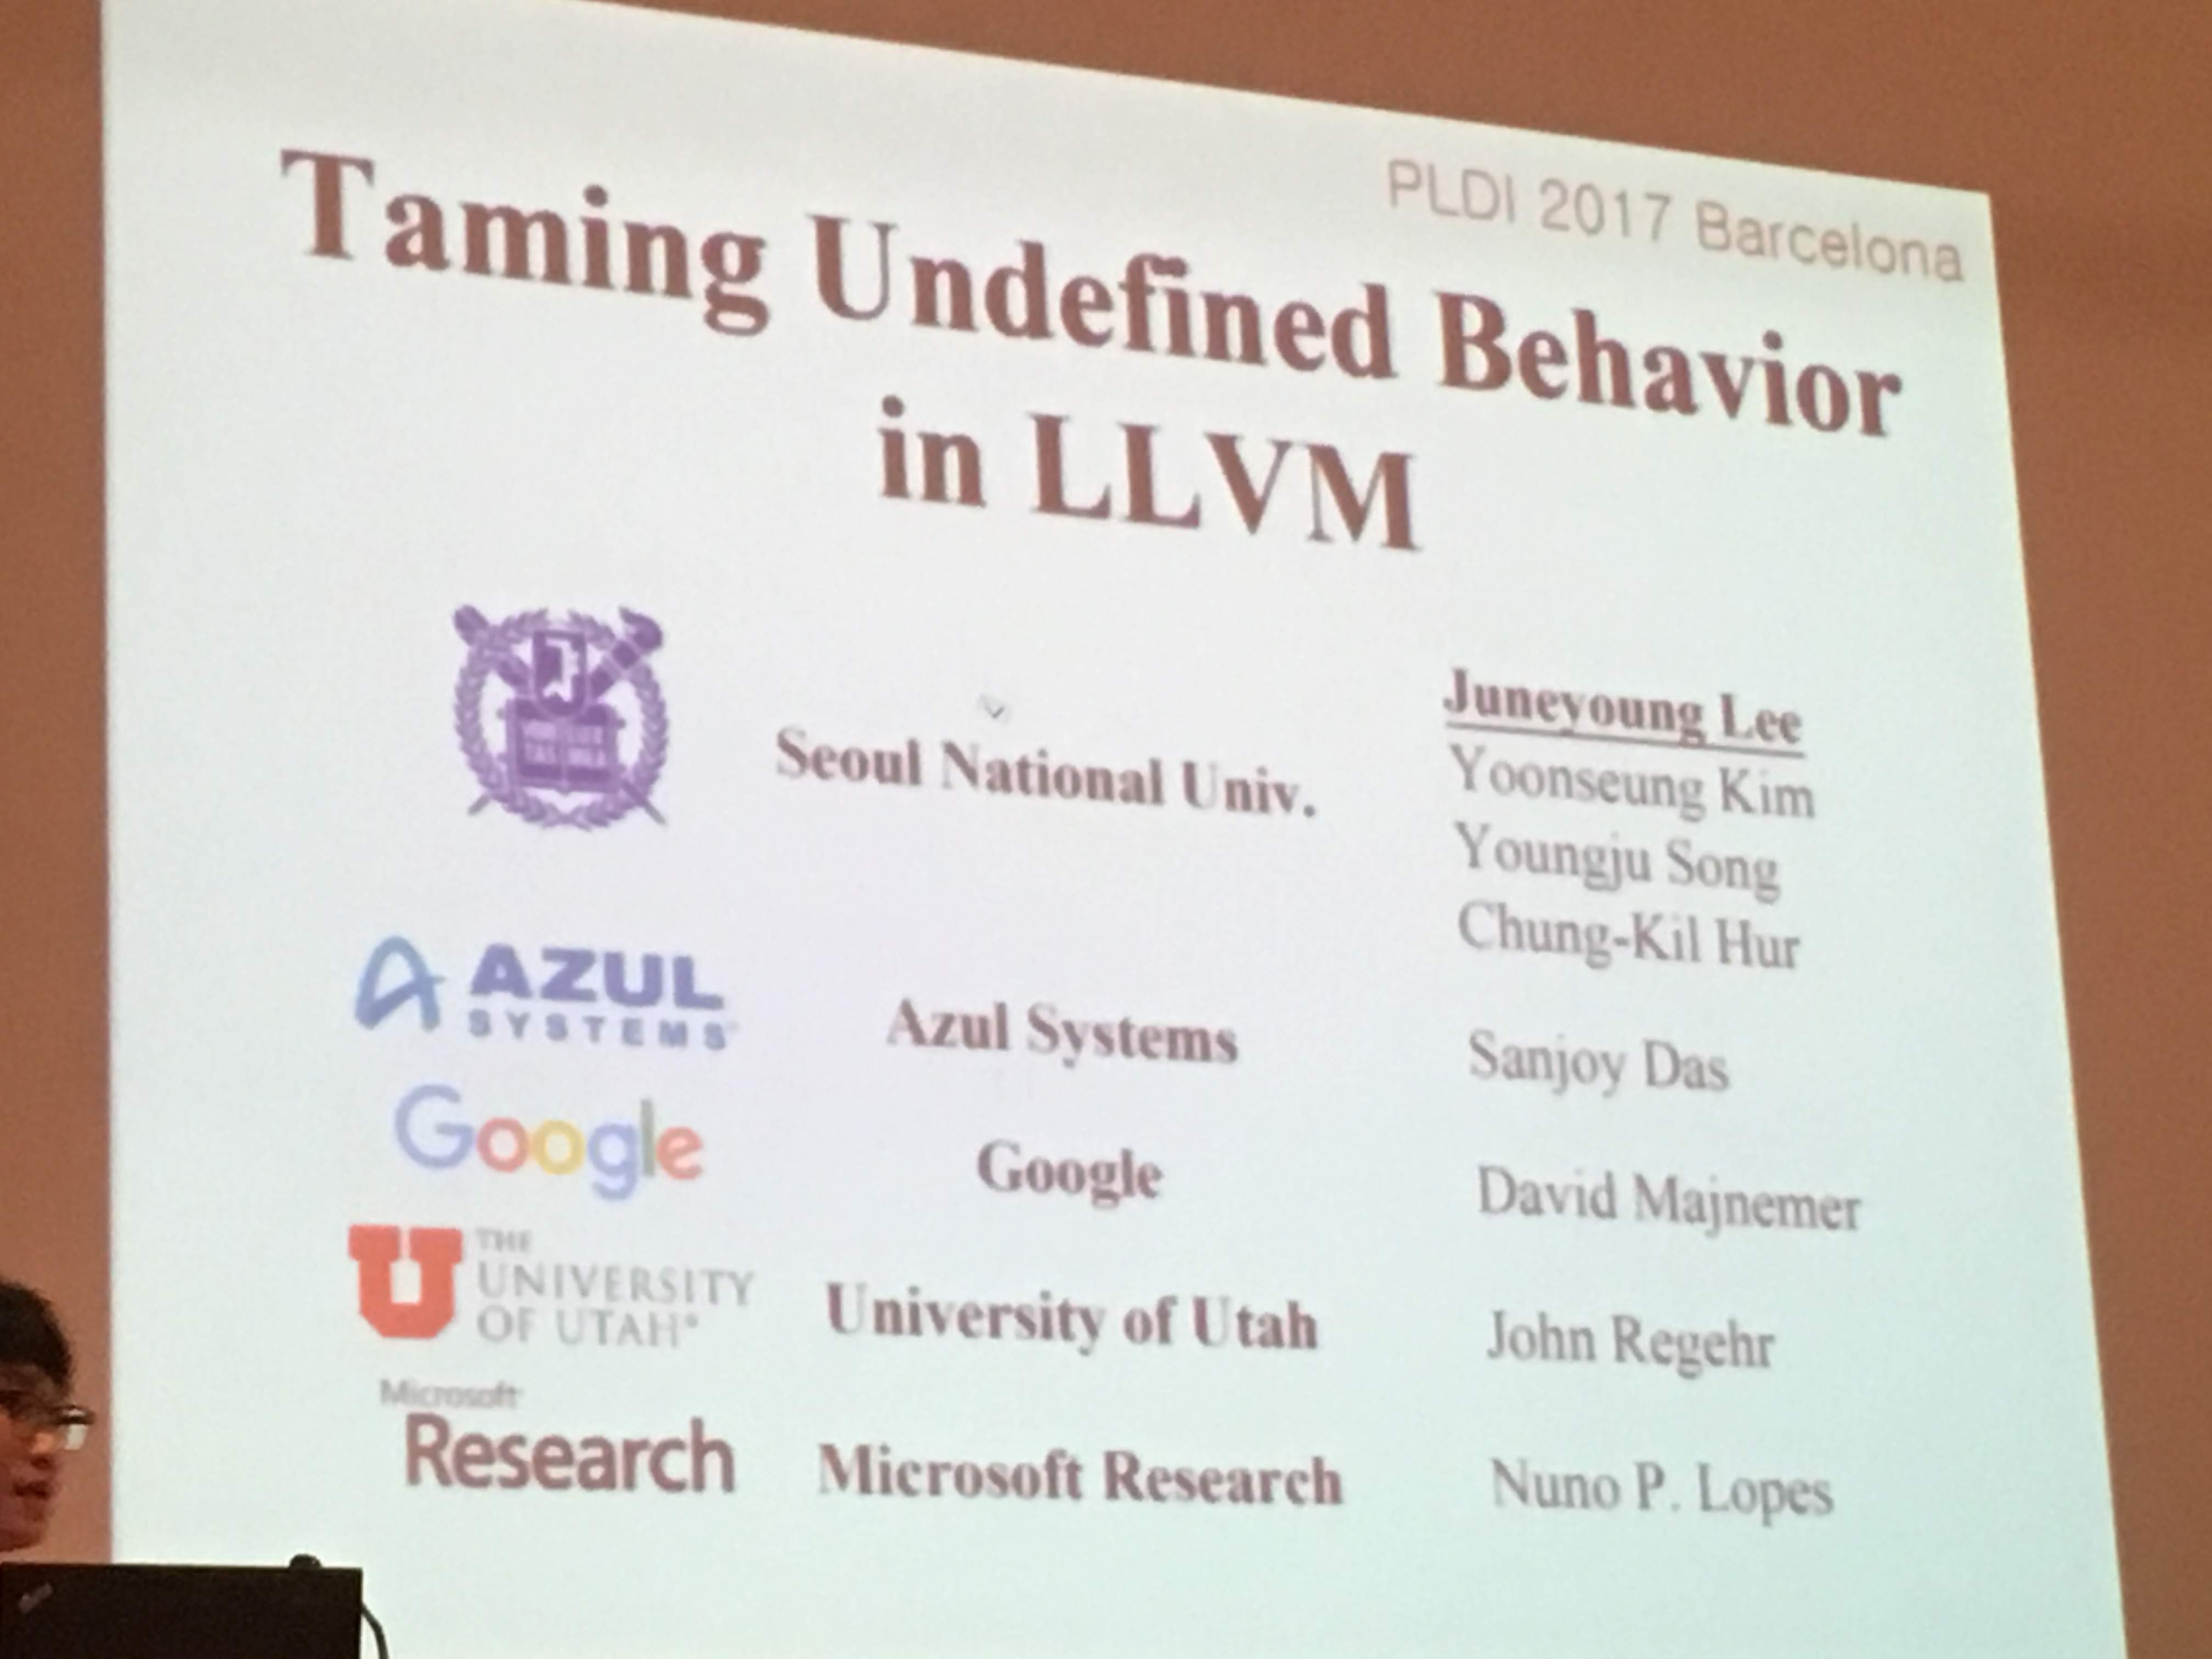 PLDI 2017 Barcelona
Taming Undefined Behavior
in LLVM
Seoul National Univ.
Juneyoung Lee
Yoonseung Kim
Youngju Song
Chung-Kil Hur
AZUL
SYSTEMS
Azul Systems
Sanjoy Das
Google
Google
David Majnemer
THE
UNIVERSITY
OF UTAH®
University of Utah
John Regehr
Microsoft
Research
Microsoft Research
Nuno P. Lopes